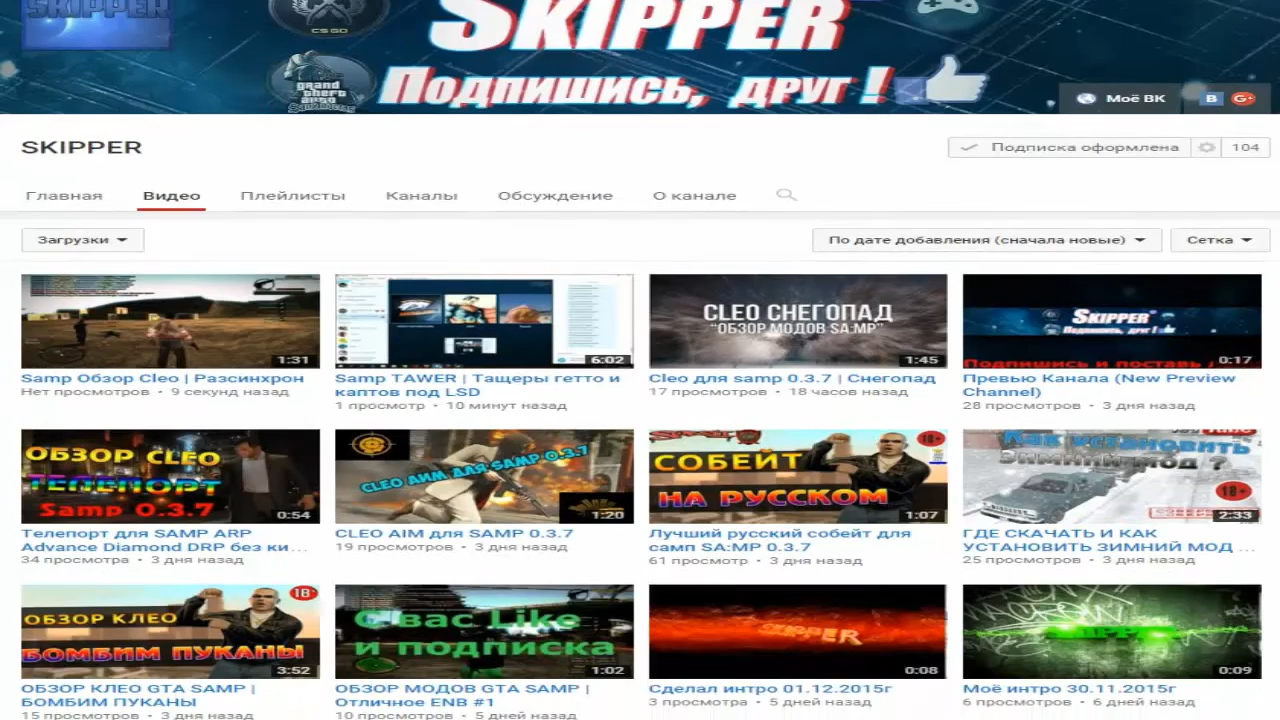 SKIPPER
CS GO
SKIPPER
grand
theft
auto
Подпишись, друг !
Моё ВК
B G+
SKIPPER
Подписка оформлена 104
Главная Видео Плейлисты Каналы Обсуждение О канале
Загрузки По дате добавления (сначала новые) Сетка
1:31
Samp Обзор Cleo | Разсинхрон
Нет просмотров • 9 секунд назад
6:02
Samp TAWER | Тащеры гетто и
каптов под LSD
1 просмотр • 10 минут назад
CLEO СНЕГОПАД
"ОБЗОР МОДОВ SA:MP"
1:45
Cleo для samp 0.3.7 | Снегопад
17 просмотров • 18 часов назад
SKIPPER
Подпишись, друг !
Подпишись и поставь
0:17
Превью Канала (New Preview
Channel)
28 просмотров • 3 дня назад
ОБЗОР CLEO
ТЕЛЕПОРТ
Samp 0.3.7
0:54
Телепорт для SAMP ARP
Advance Diamond DRP без ки...
34 просмотра • 3 дня назад
CLEO АИМ ДЛЯ SAMP 0.3.7
1:20
CLEO AIM для SAMP 0.3.7
19 просмотров • 3 дня назад
18+
СОБЕЙТ
НА РУССКОМ
1:07
Лучший русский собейт для
самп SA:MP 0.3.7
61 просмотр • 3 дня назад
Как установить
Зимний мод ?
18+
2:33
ГДЕ СКАЧАТЬ И КАК
УСТАНОВИТЬ ЗИМНИЙ МОД ...
25 просмотров • 3 дня назад
18+
ОБЗОР КЛЕО
БОМБИМ ПУКАНЫ
3:52
ОБЗОР КЛЕО GTA SAMP |
БОМБИМ ПУКАНЫ
15 просмотров • 3 дня назад
С вас Like
и подписка
1:02
ОБЗОР МОДОВ GTA SAMP |
Отличное ENB #1
10 просмотров • 5 дней назад
SKIPPER
0:08
Сделал интро 01.12.2015г
3 просмотра • 5 дней назад
0:09
Моё интро 30.11.2015г
6 просмотров • 6 дней назад